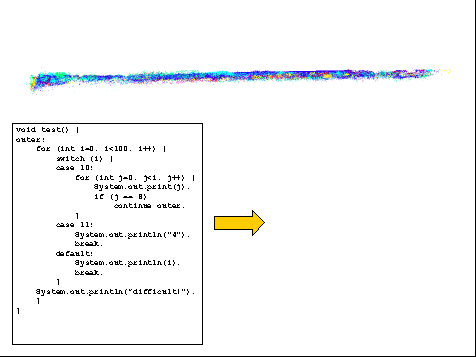 void test() {
outer:
for (int i=0. i<100. i++) {
switch (i) {
case 10:
for (int j=0. j<i. j++) {
System.out.print(j).
if (j == 8)
continue outer.
}
case 11:
System.out.println("4").
break.
default:
System.out.println(i).
break.
}
System.out.println("difficult!").
}
}